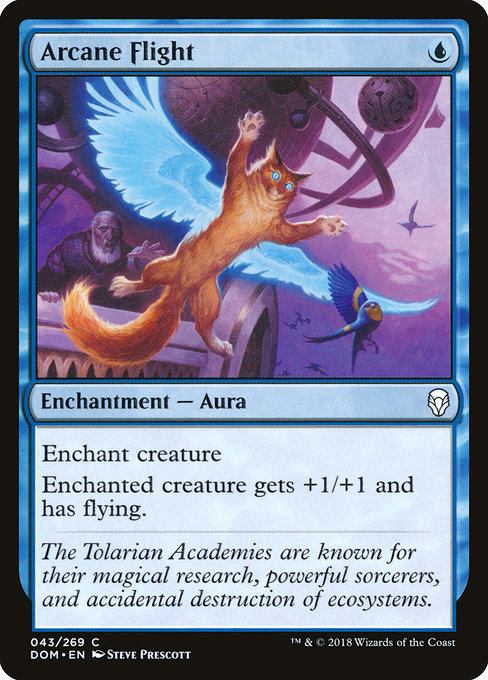 Arcane Flight
Enchantment — Aura
Enchant creature
Enchanted creature gets +1/+1 and
has flying.
The Tolarian Academies are known for
their magical research, powerful sorcerers,
and accidental destruction of ecosystems.
043/269 C
™ & © 2018 Wizards of the Coast
DOM • EN Steve Prescott